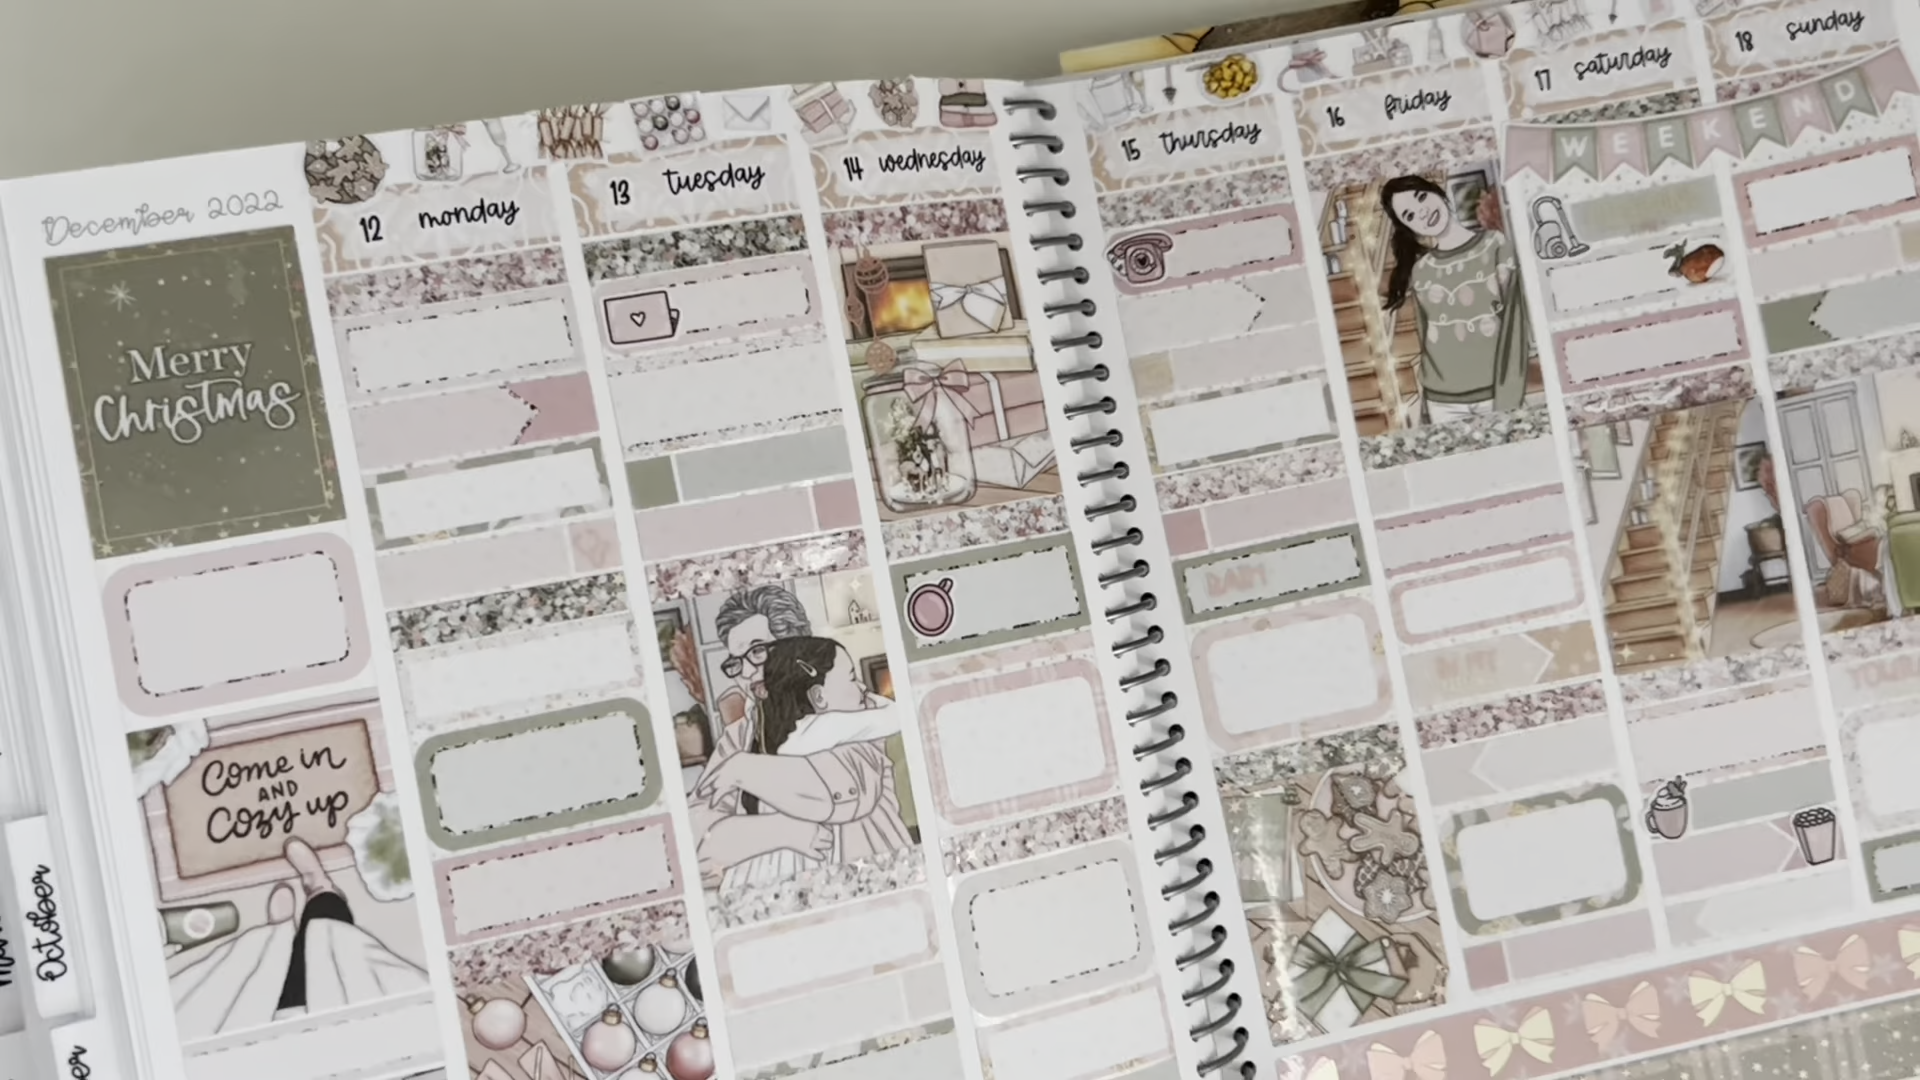 December 2022
12 monday
13 tuesday
14 wednesday
15 thursday
16 friday
17 saturday
18 sunday
WEEKEND
Merry
Christmas
Come in
AND
Cozy up
October